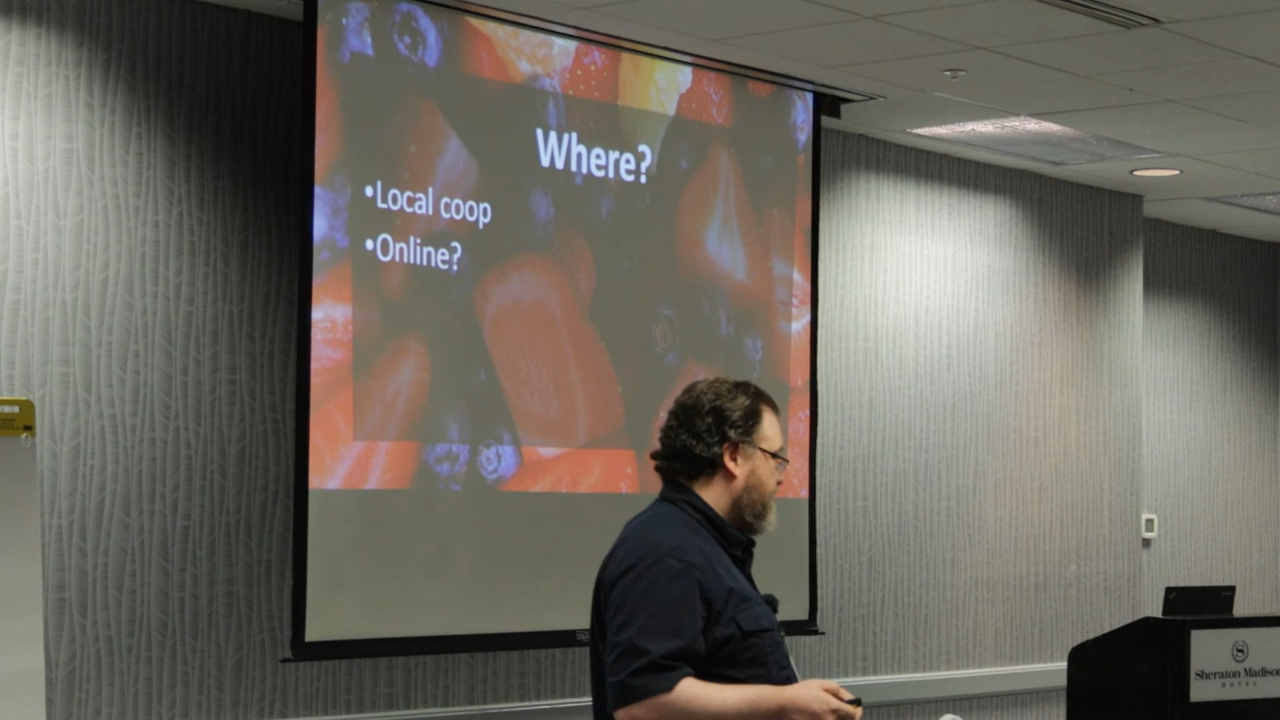 Where?
•Local coop
•Online?
Sheraton Madison
HOTEL